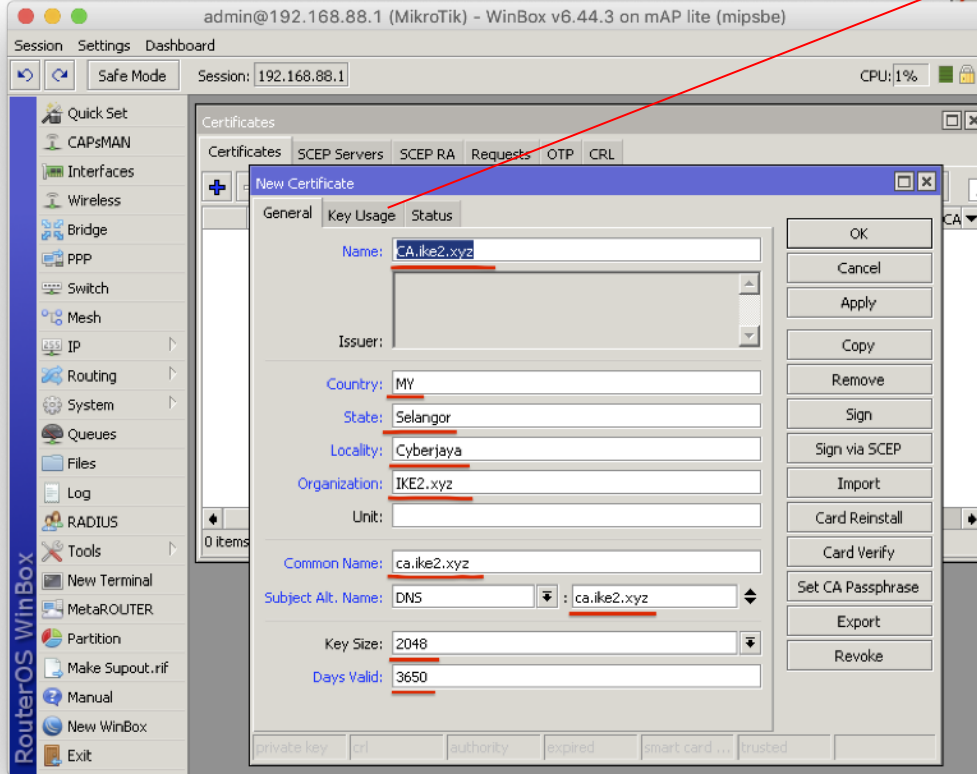 admin@192.168.88.1 (MikroTik) - WinBox v6.44.3 on mAP lite (mipsbe)
Session Settings Dashboard
Safe Mode Session: 192.168.88.1 CPU: 1%
Quick Set
CAPsMAN
Interfaces
Wireless
Bridge
PPP
Switch
Mesh
IP
Routing
System
Queues
Files
Log
RADIUS
Tools
New Terminal
MetaROUTER
Partition
Make Supout.rif
Manual
New WinBox
Exit
RouterOS WinBox
Certificates
Certificates SCEP Servers SCEP RA Requests OTP CRL
CA
0 items
New Certificate
General Key Usage Status
Name: CA.ike2.xyz
Issuer:
Country: MY
State: Selangor
Locality: Cyberjaya
Organization: IKE2.xyz
Unit:
Common Name: ca.ike2.xyz
Subject Alt. Name: DNS : ca.ike2.xyz
Key Size: 2048
Days Valid: 3650
OK
Cancel
Apply
Copy
Remove
Sign
Sign via SCEP
Import
Card Reinstall
Card Verify
Set CA Passphrase
Export
Revoke
private key crl authority expired smart card ... trusted